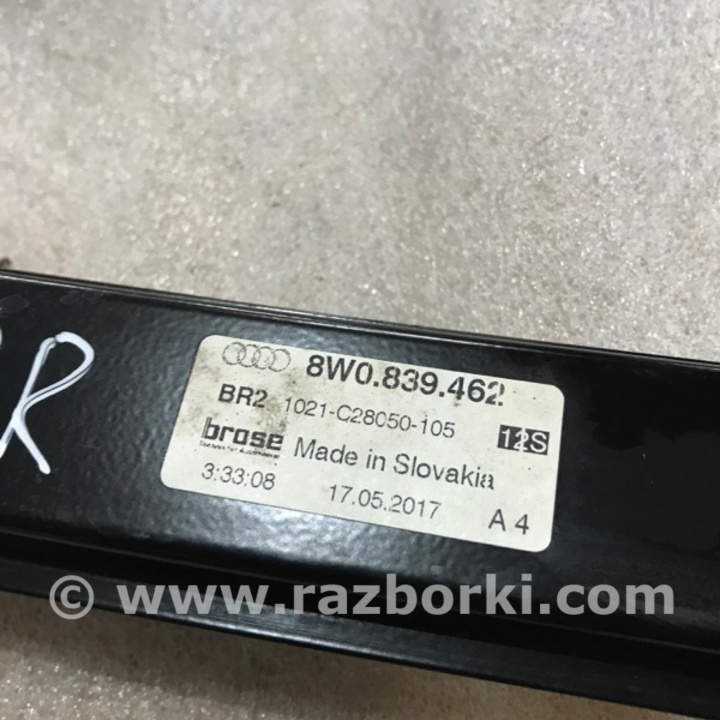 R
8W0.839.462
BR2 1021-C28050-105
12S
brose
Made in Slovakia
3:33:08 17.05.2017 A 4
© www.razborki.com